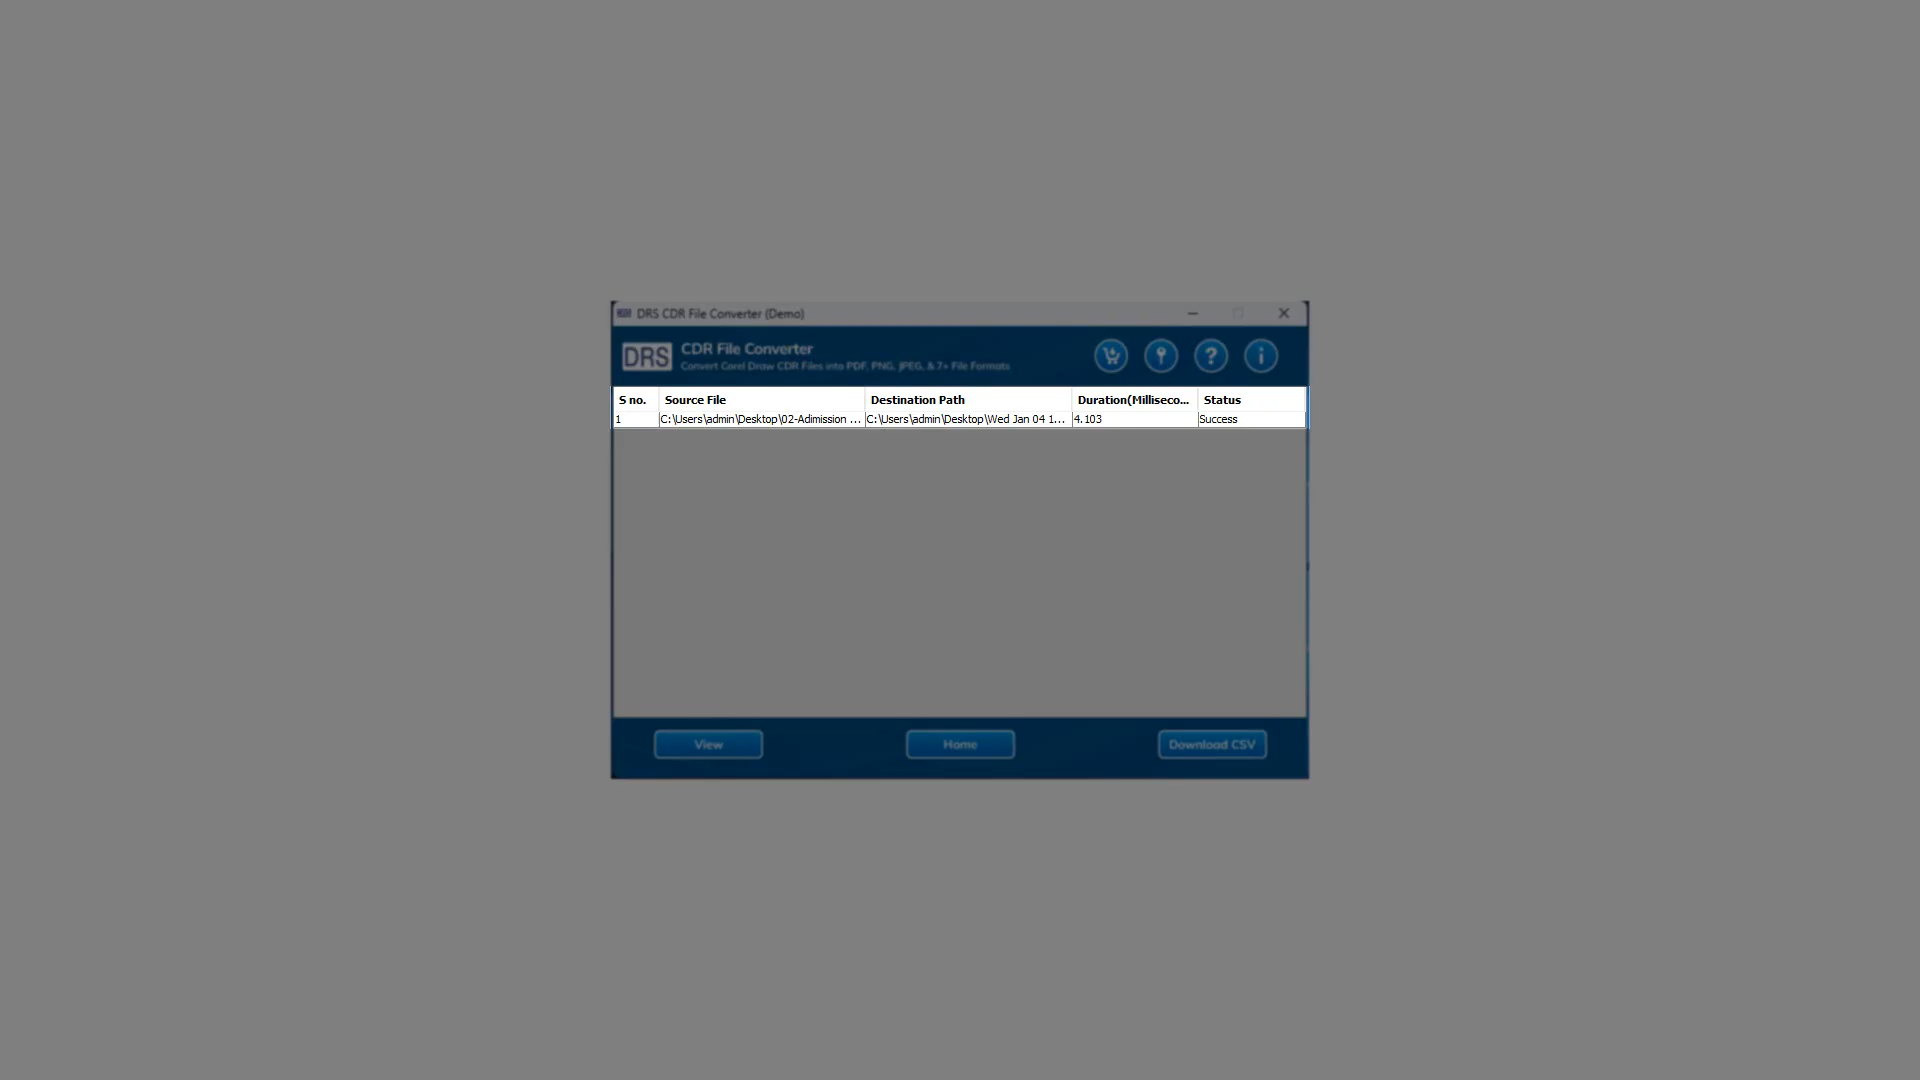 DRS CDR File Converter (Demo)
DRS
CDR File Converter
Convert Corel Draw CDR Files into PDF, PNG, JPEG, & 7+ File Formats
S no. Source File Destination Path Duration(Milliseco... Status
1 C:\Users\admin\Desktop\02-Adimission ... C:\Users\admin\Desktop\Wed Jan 04 1... 4.103 Success
View Home Download CSV